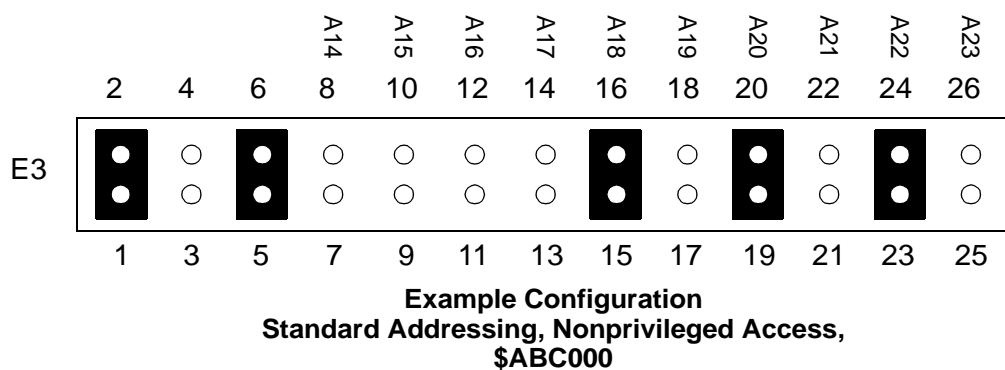 A14 A15 A16 A17 A18 A19 A20 A21 A22 A23
2 4 6 8 10 12 14 16 18 20 22 24 26
E3
1 3 5 7 9 11 13 15 17 19 21 23 25
Example Configuration
Standard Addressing, Nonprivileged Access,
$ABC000